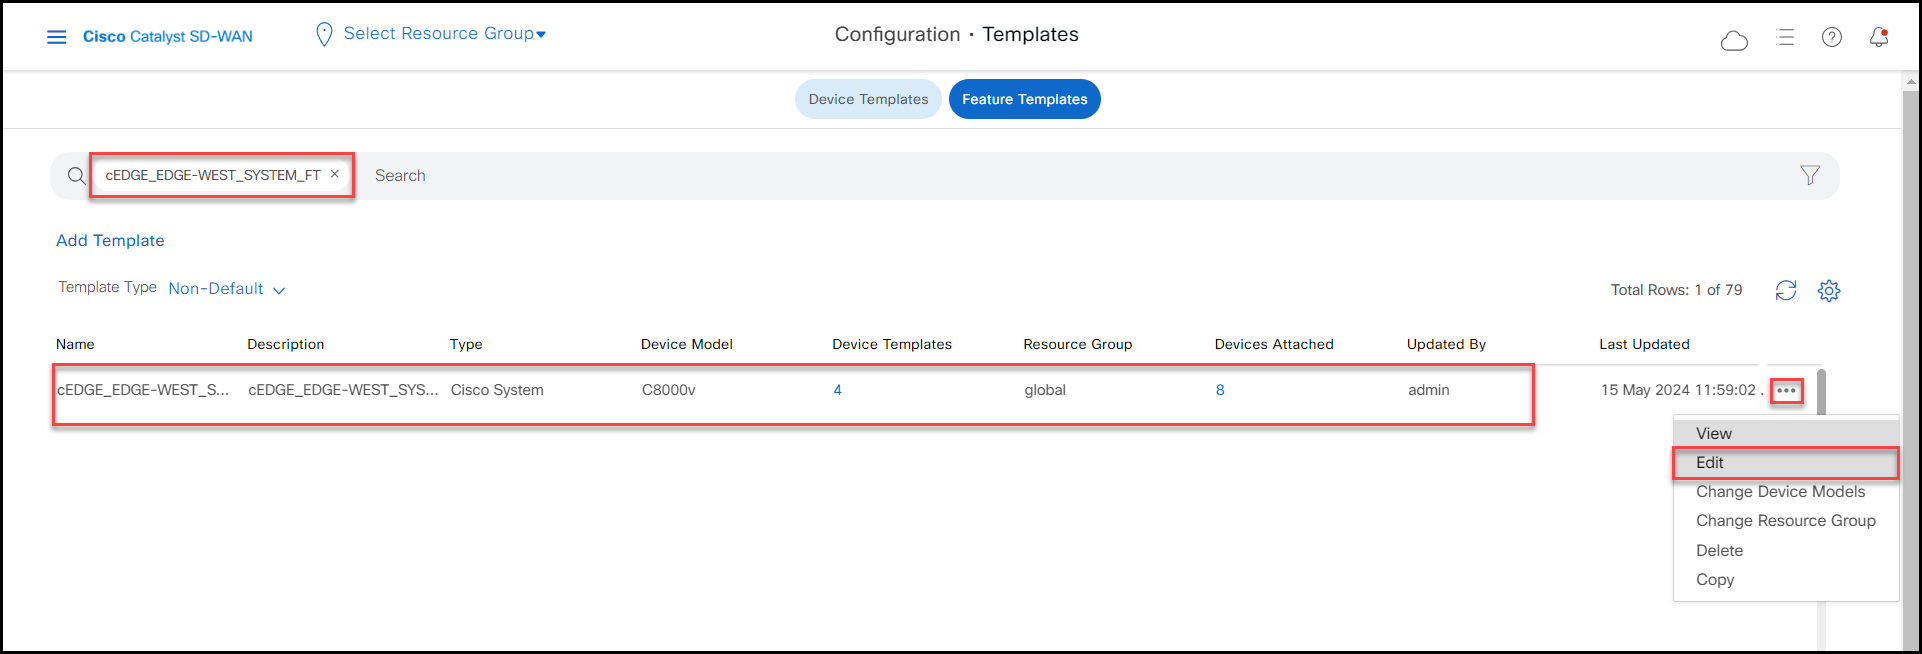 Cisco Catalyst SD-WAN
Select Resource Group
Configuration · Templates
Device Templates
Feature Templates
cEDGE_EDGE-WEST_SYSTEM_FT ×
Search
Add Template
Template Type Non-Default
Total Rows: 1 of 79
Name Description Type Device Model Device Templates Resource Group Devices Attached Updated By Last Updated
cEDGE_EDGE-WEST_S... cEDGE_EDGE-WEST_SYS... Cisco System C8000v 4 global 8 admin 15 May 2024 11:59:02 . •••
View
Edit
Change Device Models
Change Resource Group
Delete
Copy